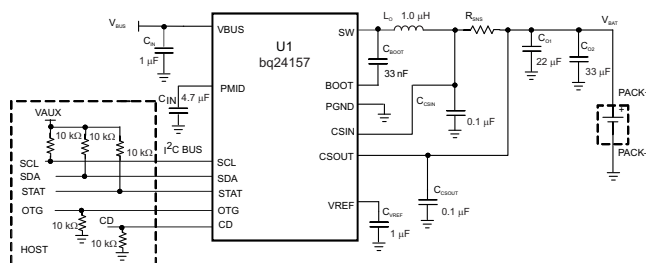 VBUS
CIN
1 µF
VBUS
U1
bq24157
SW
LO 1.0 µH
RSNS
VBAT
CBOOT
33 nF
CO1
22 µF
CO2
33 µF
PMID
CIN 4.7 µF
BOOT
PGND
CSIN
CCSIN
0.1 µF
PACK+
+
PACK-
CSOUT
CCSOUT
0.1 µF
VREF
CVREF
1 µF
VAUX
10 kΩ 10 kΩ
10 kΩ
I2C BUS
SCL
SCL
SDA
SDA
STAT
STAT
OTG
OTG
10 kΩ
CD
CD
10 kΩ
HOST